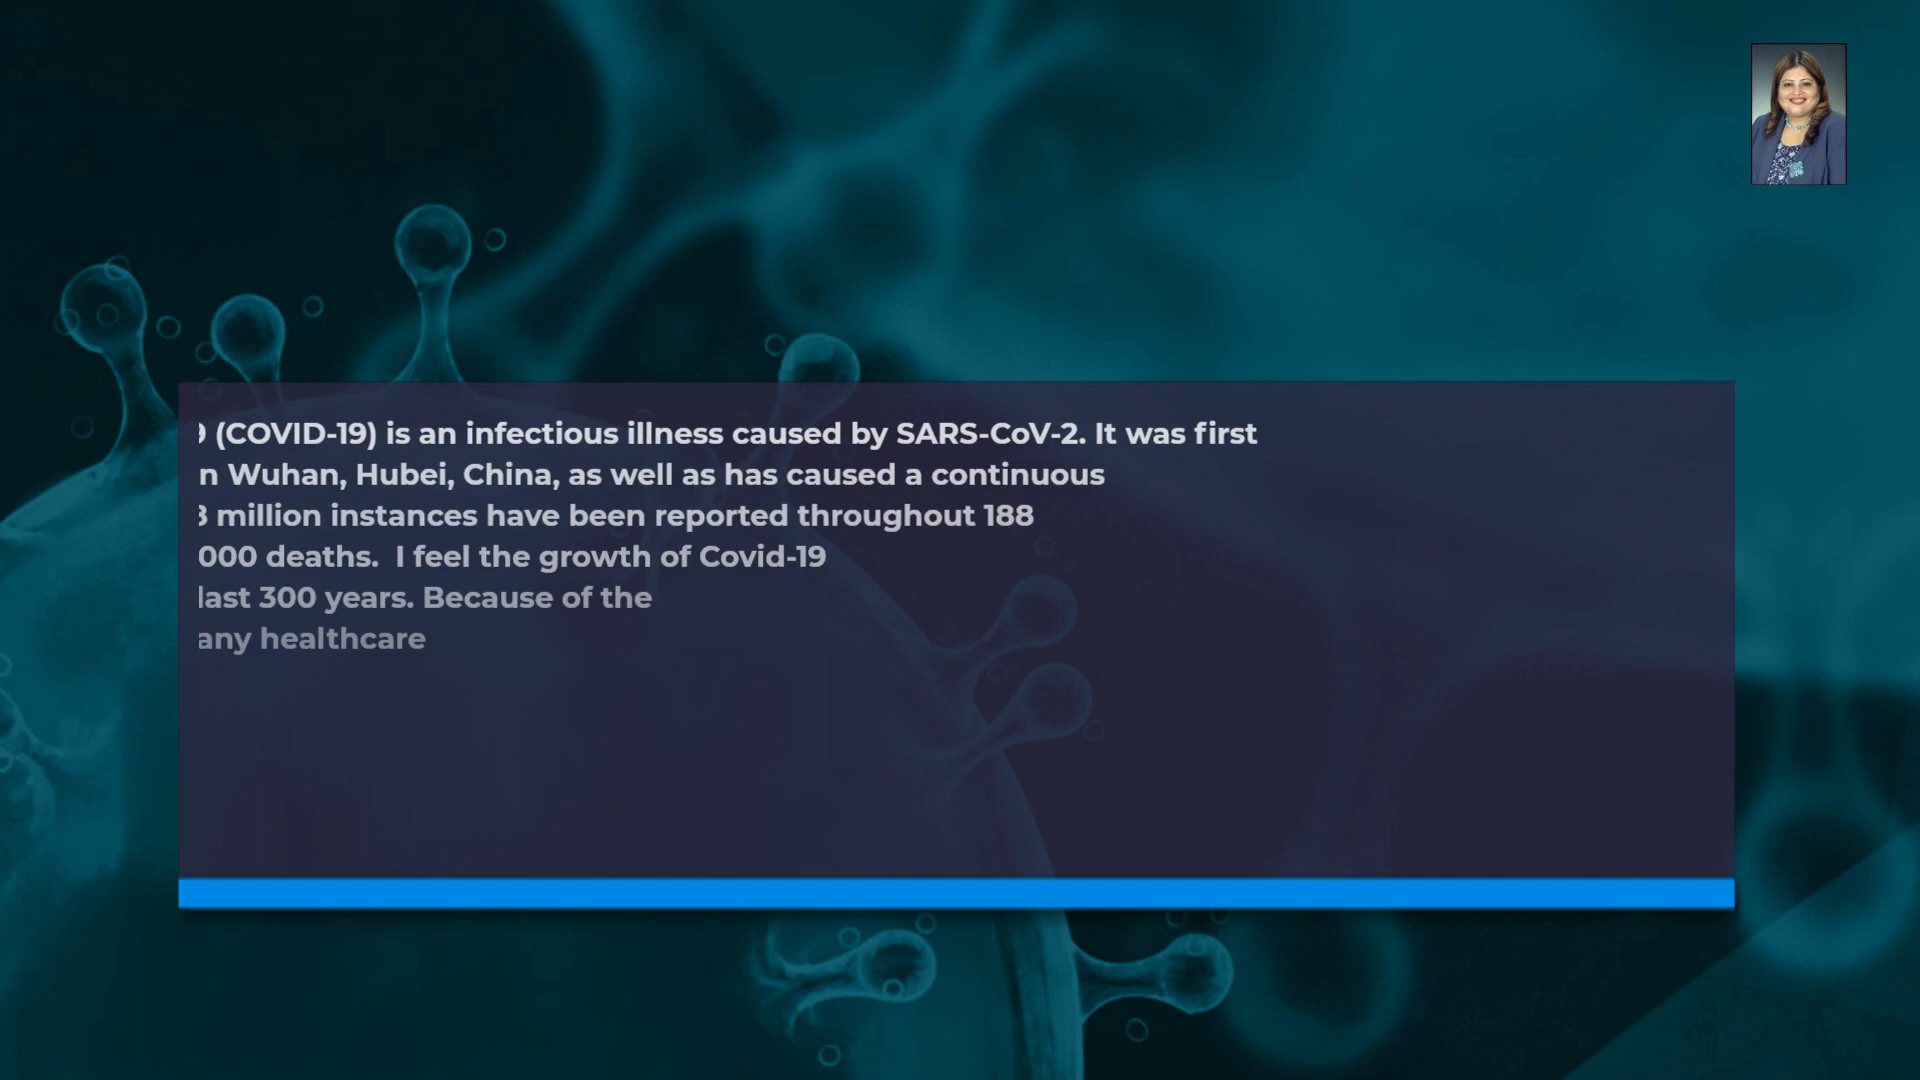 (COVID-19) is an infectious illness caused by SARS-CoV-2. It was first
n Wuhan, Hubei, China, as well as has caused a continuous
million instances have been reported throughout 188
000 deaths. I feel the growth of Covid-19
last 300 years. Because of the
any healthcare